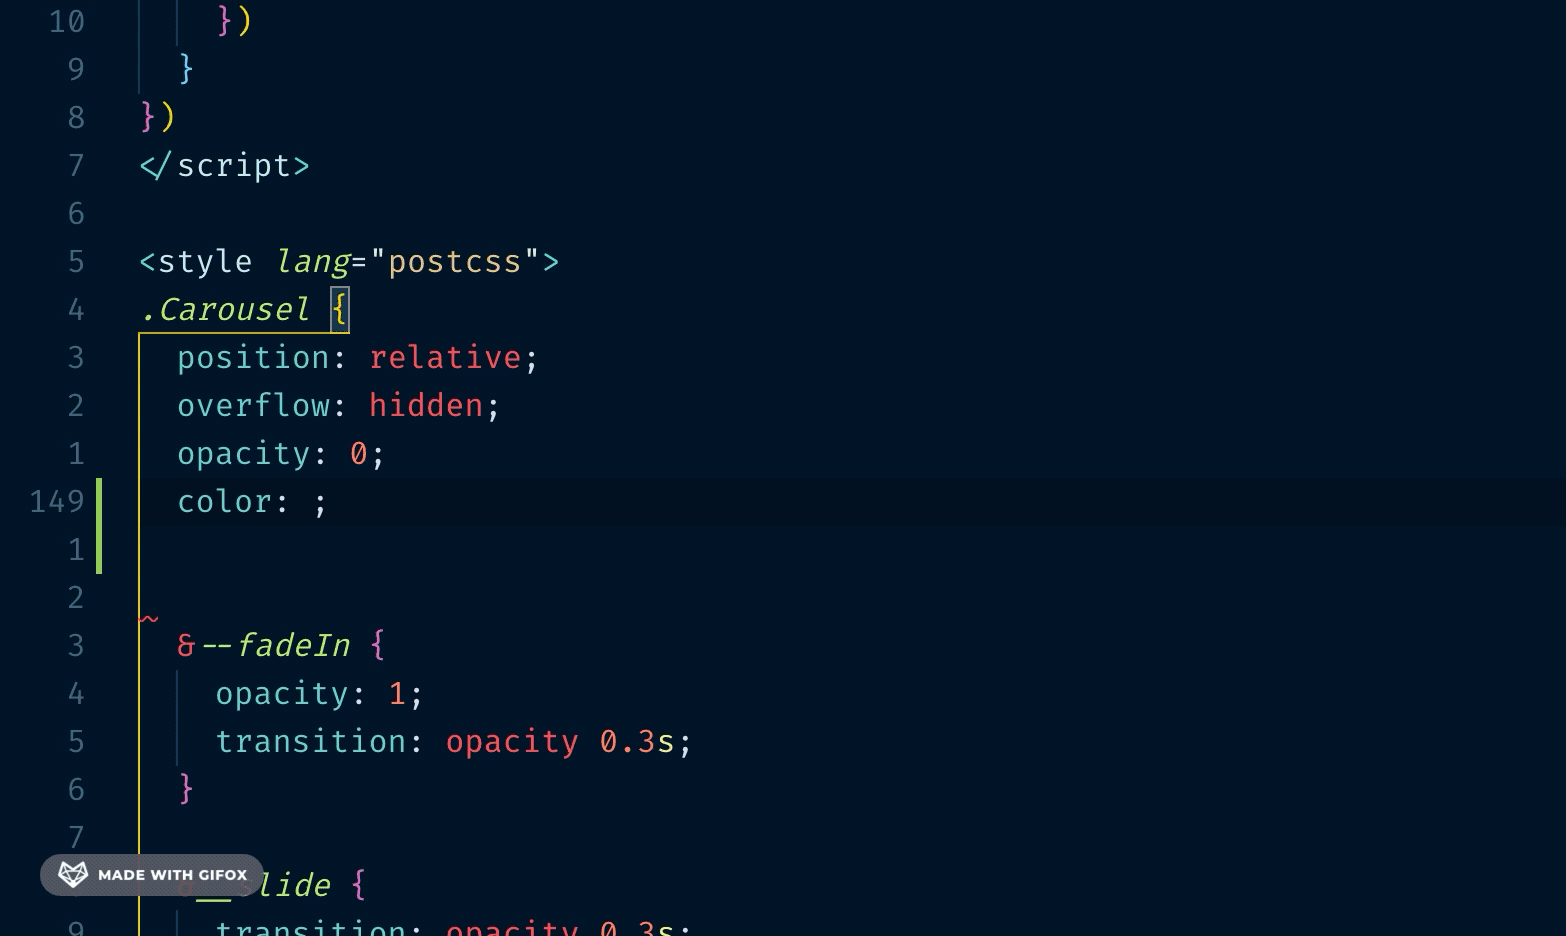 10 })
9 }
8 })
7 </script>
6
5 <style lang="postcss">
4 .Carousel {
3 position: relative;
2 overflow: hidden;
1 opacity: 0;
149 color: ;
1
2
3 &--fadeIn {
4 opacity: 1;
5 transition: opacity 0.3s;
6 }
7
MADE WITH GIFOX
&__slide {
9 transition: opacity 0.3s;